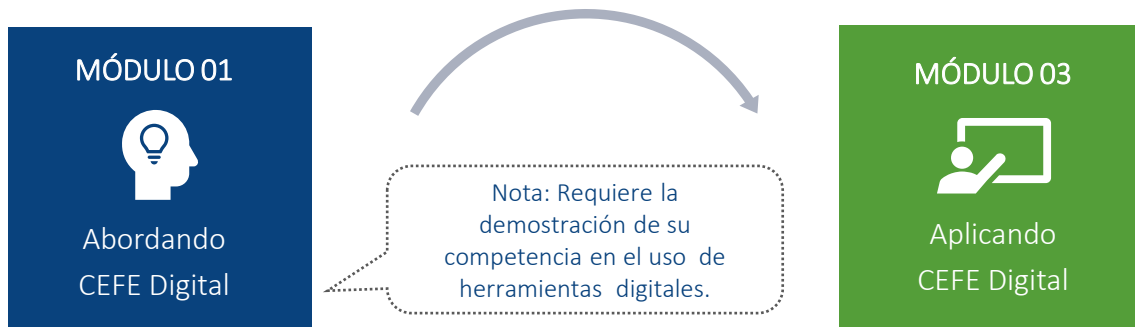 MÓDULO 01
Abordando
CEFE Digital
Nota: Requiere la
demostración de su
competencia en el uso de
herramientas digitales.
MÓDULO 03
Aplicando
CEFE Digital